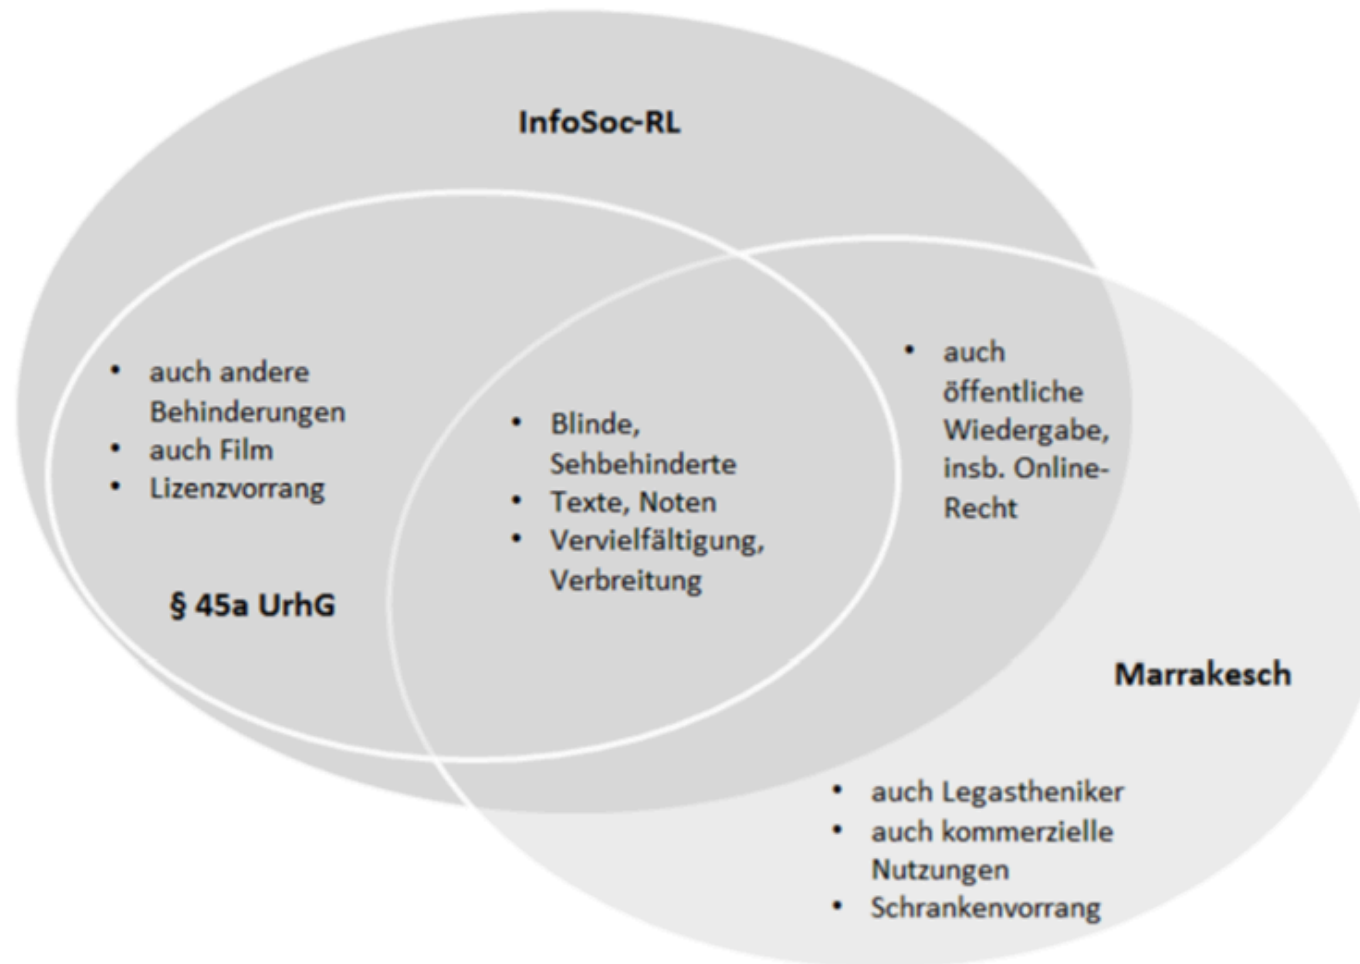 InfoSoc-RL
• auch andere
Behinderungen
• auch Film
• Lizenzvorrang
§ 45a UrhG
• Blinde,
Sehbehinderte
• Texte, Noten
• Vervielfältigung,
Verbreitung
• auch
öffentliche
Wiedergabe,
insb. Online-
Recht
Marrakesch
• auch Legastheniker
• auch kommerzielle
Nutzungen
• Schrankenvorrang